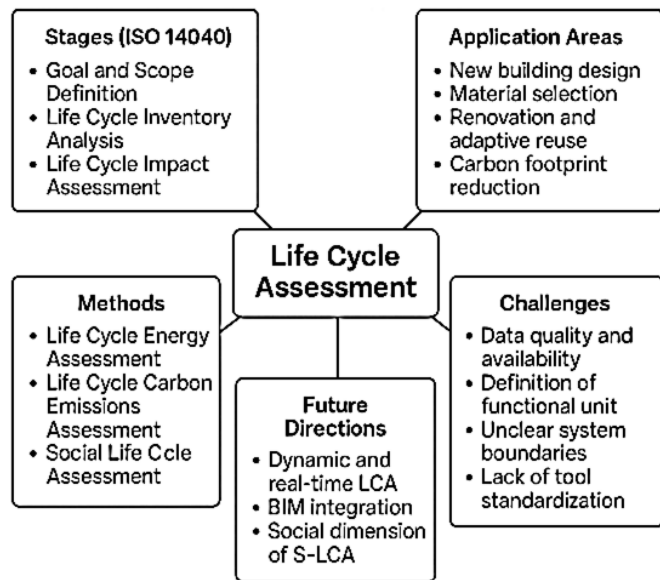 Stages (ISO 14040)
• Goal and Scope
Definition
• Life Cycle Inventory
Analysis
• Life Cycle Impact
Assessment
Application Areas
• New building design
• Material selection
• Renovation and
adaptive reuse
• Carbon footprint
reduction
Life Cycle
Assessment
Methods
• Life Cycle Energy
Assessment
• Life Cycle Carbon
Emissions
Assessment
• Social Life Ccle
Assessment
Future
Directions
• Dynamic and
real-time LCA
• BIM integration
• Social dimension
of S-LCA
Challenges
• Data quality and
availability
• Definition of
functional unit
• Unclear system
boundaries
• Lack of tool
standardization